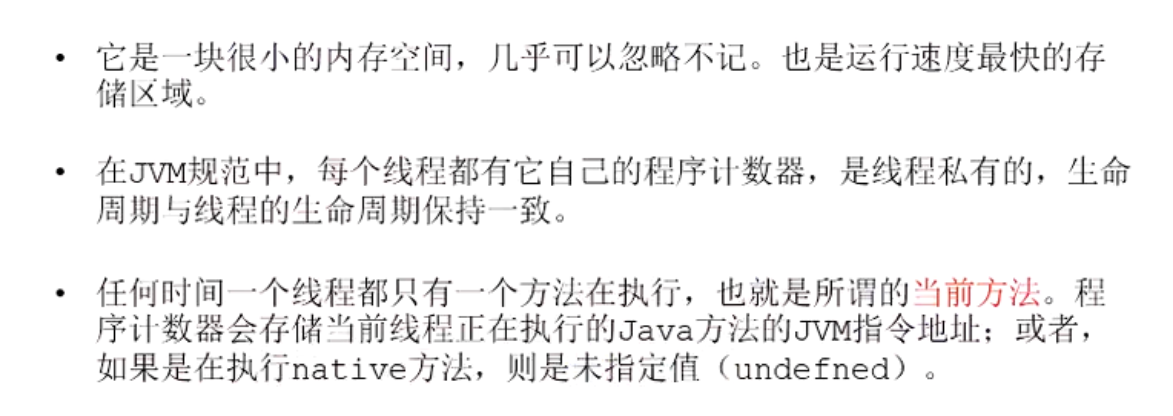 • 它是一块很小的内存空间，几乎可以忽略不记。也是运行速度最快的存
储区域。
• 在JVM规范中，每个线程都有它自己的程序计数器，是线程私有的，生命
周期与线程的生命周期保持一致。
• 任何时间一个线程都只有一个方法在执行，也就是所谓的当前方法。程
序计数器会存储当前线程正在执行的Java方法的JVM指令地址；或者，
如果是在执行native方法，则是未指定值（undefned）。